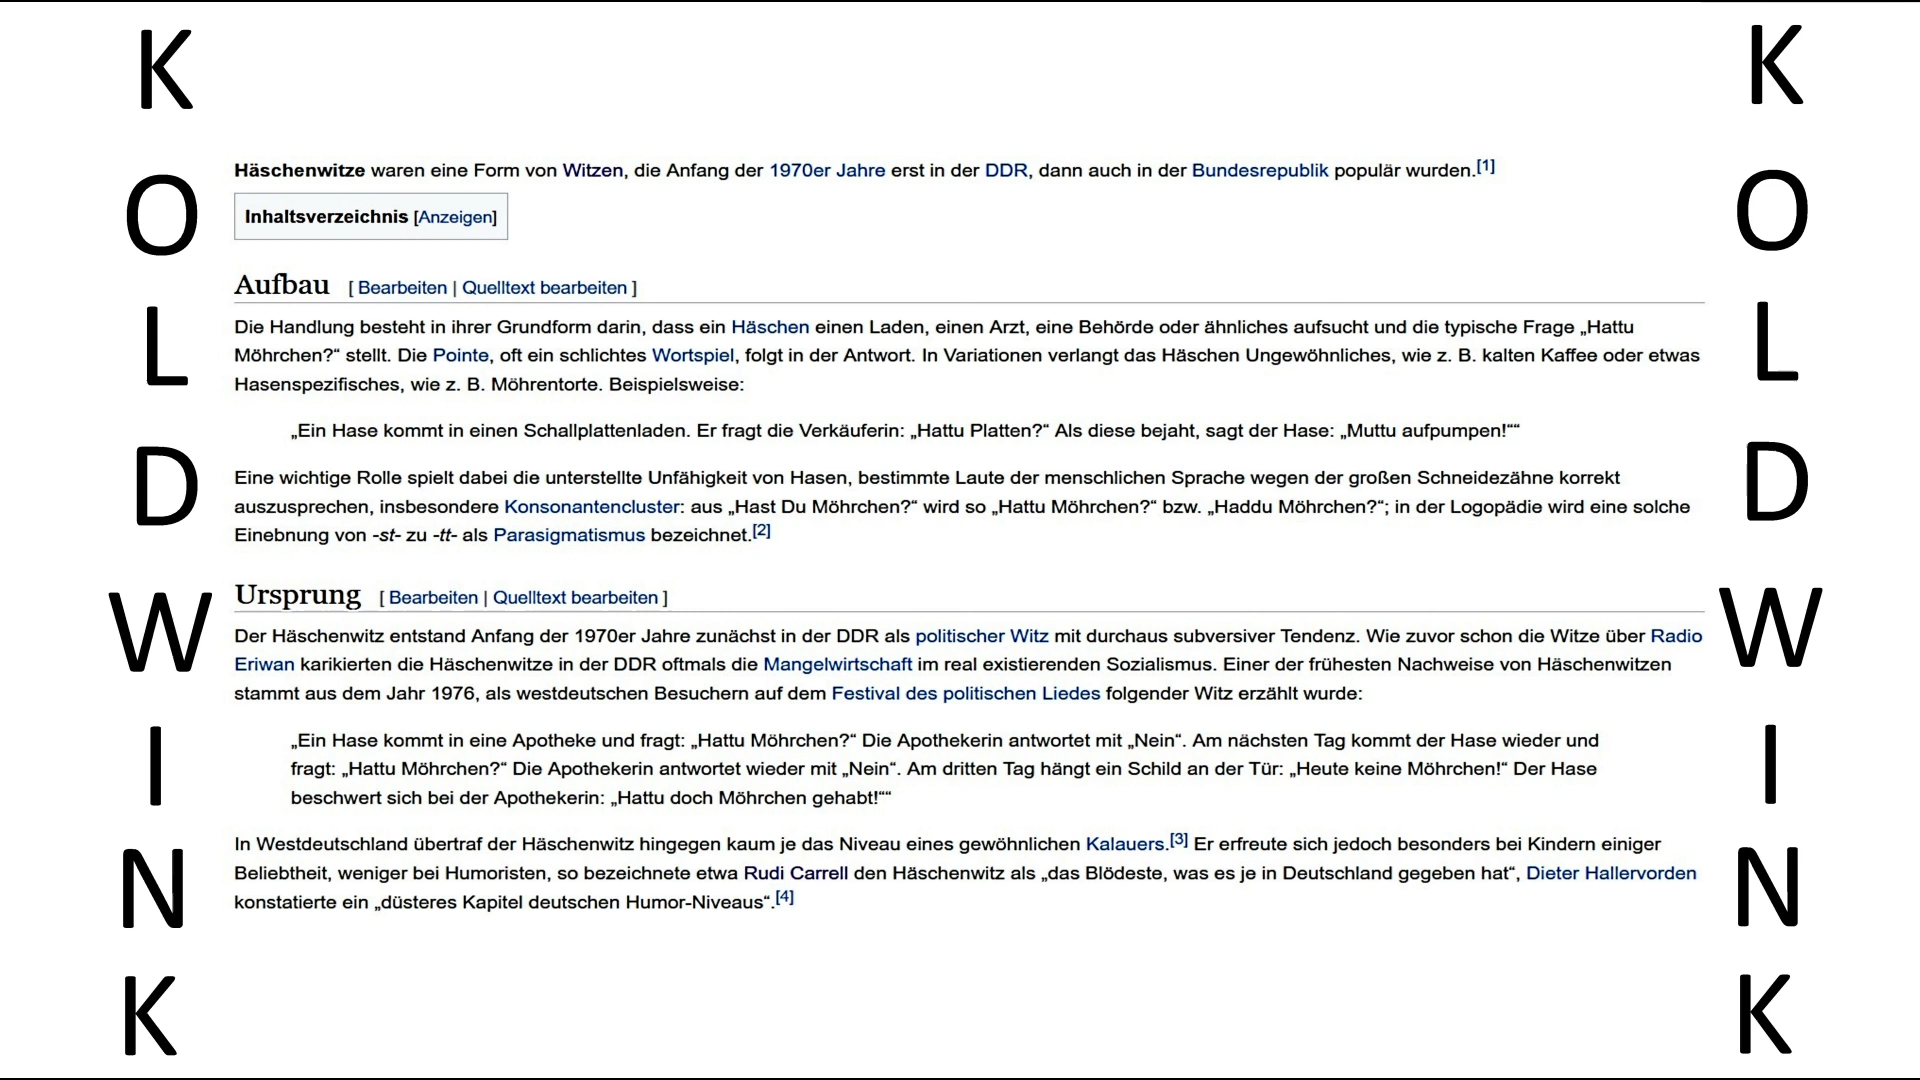 K
O
L
D
W
I
N
K
Häschenwitze waren eine Form von Witzen, die Anfang der 1970er Jahre erst in der DDR, dann auch in der Bundesrepublik populär wurden.[1]
Inhaltsverzeichnis [Anzeigen]
Aufbau [ Bearbeiten | Quelltext bearbeiten ]
Die Handlung besteht in ihrer Grundform darin, dass ein Häschen einen Laden, einen Arzt, eine Behörde oder ähnliches aufsucht und die typische Frage „Hattu
Möhrchen?“ stellt. Die Pointe, oft ein schlichtes Wortspiel, folgt in der Antwort. In Variationen verlangt das Häschen Ungewöhnliches, wie z. B. kalten Kaffee oder etwas
Hasenspezifisches, wie z. B. Möhrentorte. Beispielsweise:
„Ein Hase kommt in einen Schallplattenladen. Er fragt die Verkäuferin: „Hattu Platten?“ Als diese bejaht, sagt der Hase: „Muttu aufpumpen!““
Eine wichtige Rolle spielt dabei die unterstellte Unfähigkeit von Hasen, bestimmte Laute der menschlichen Sprache wegen der großen Schneidezähne korrekt
auszusprechen, insbesondere Konsonantencluster: aus „Hast Du Möhrchen?“ wird so „Hattu Möhrchen?“ bzw. „Haddu Möhrchen?“; in der Logopädie wird eine solche
Einebnung von -st- zu -tt- als Parasigmatismus bezeichnet.[2]
Ursprung [ Bearbeiten | Quelltext bearbeiten ]
Der Häschenwitz entstand Anfang der 1970er Jahre zunächst in der DDR als politischer Witz mit durchaus subversiver Tendenz. Wie zuvor schon die Witze über Radio
Eriwan karikierten die Häschenwitze in der DDR oftmals die Mangelwirtschaft im real existierenden Sozialismus. Einer der frühesten Nachweise von Häschenwitzen
stammt aus dem Jahr 1976, als westdeutschen Besuchern auf dem Festival des politischen Liedes folgender Witz erzählt wurde:
„Ein Hase kommt in eine Apotheke und fragt: „Hattu Möhrchen?“ Die Apothekerin antwortet mit „Nein“. Am nächsten Tag kommt der Hase wieder und
fragt: „Hattu Möhrchen?“ Die Apothekerin antwortet wieder mit „Nein“. Am dritten Tag hängt ein Schild an der Tür: „Heute keine Möhrchen!“ Der Hase
beschwert sich bei der Apothekerin: „Hattu doch Möhrchen gehabt!““
In Westdeutschland übertraf der Häschenwitz hingegen kaum je das Niveau eines gewöhnlichen Kalauers.[3] Er erfreute sich jedoch besonders bei Kindern einiger
Beliebtheit, weniger bei Humoristen, so bezeichnete etwa Rudi Carrell den Häschenwitz als „das Blödeste, was es je in Deutschland gegeben hat“, Dieter Hallervorden
konstatierte ein „düsteres Kapitel deutschen Humor-Niveaus“.[4]
K
O
L
D
W
I
N
K